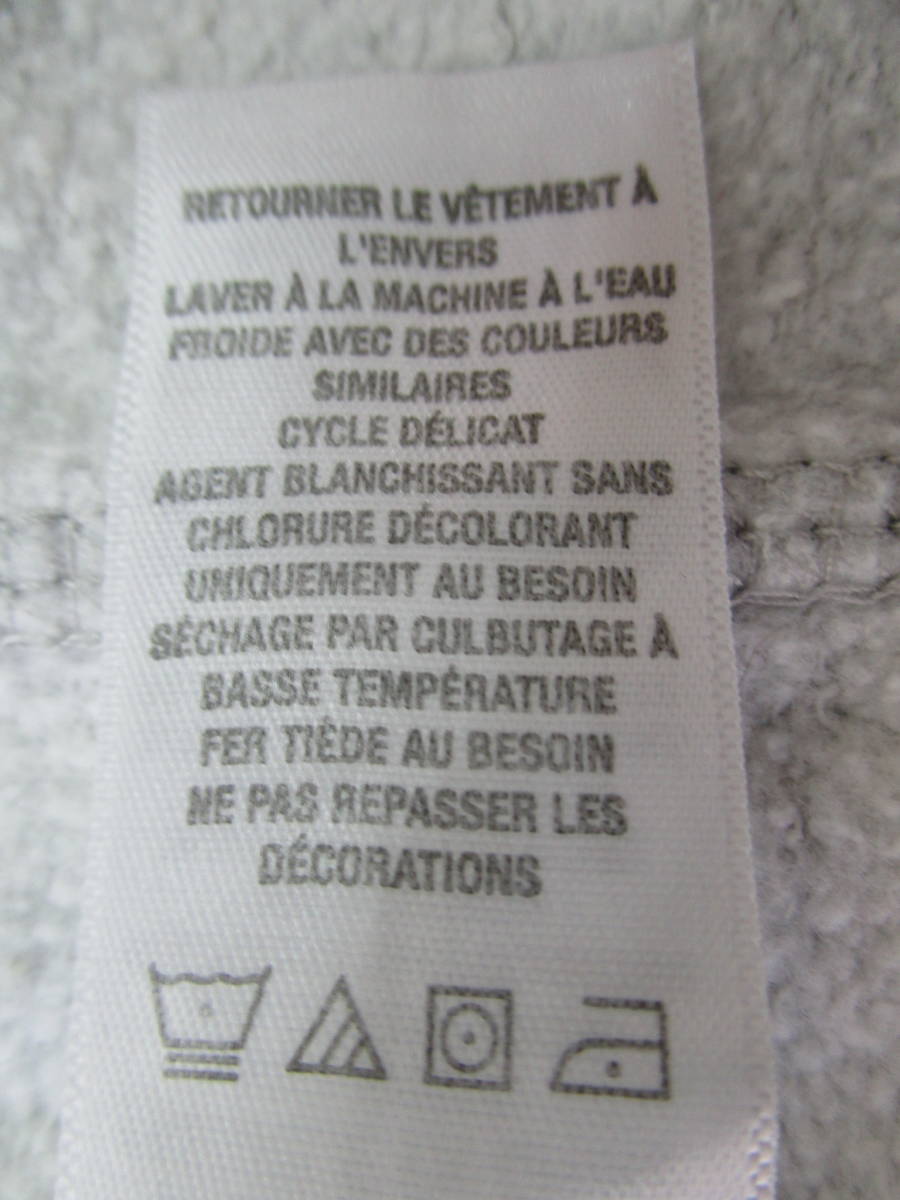 RETOURNER LE VÊTEMENT À
L'ENVERS
LAVER À LA MACHINE À L'EAU
FROIDE AVEC DES COULEURS
SIMILAIRES
CYCLE DÉLICAT
AGENT BLANCHISSANT SANS
CHLORURE DÉCOLORANT
UNIQUEMENT AU BESOIN
SÉCHAGE PAR CULBUTAGE À
BASSE TEMPÉRATURE
FER TIÈDE AU BESOIN
NE PAS REPASSER LES
DÉCORATIONS